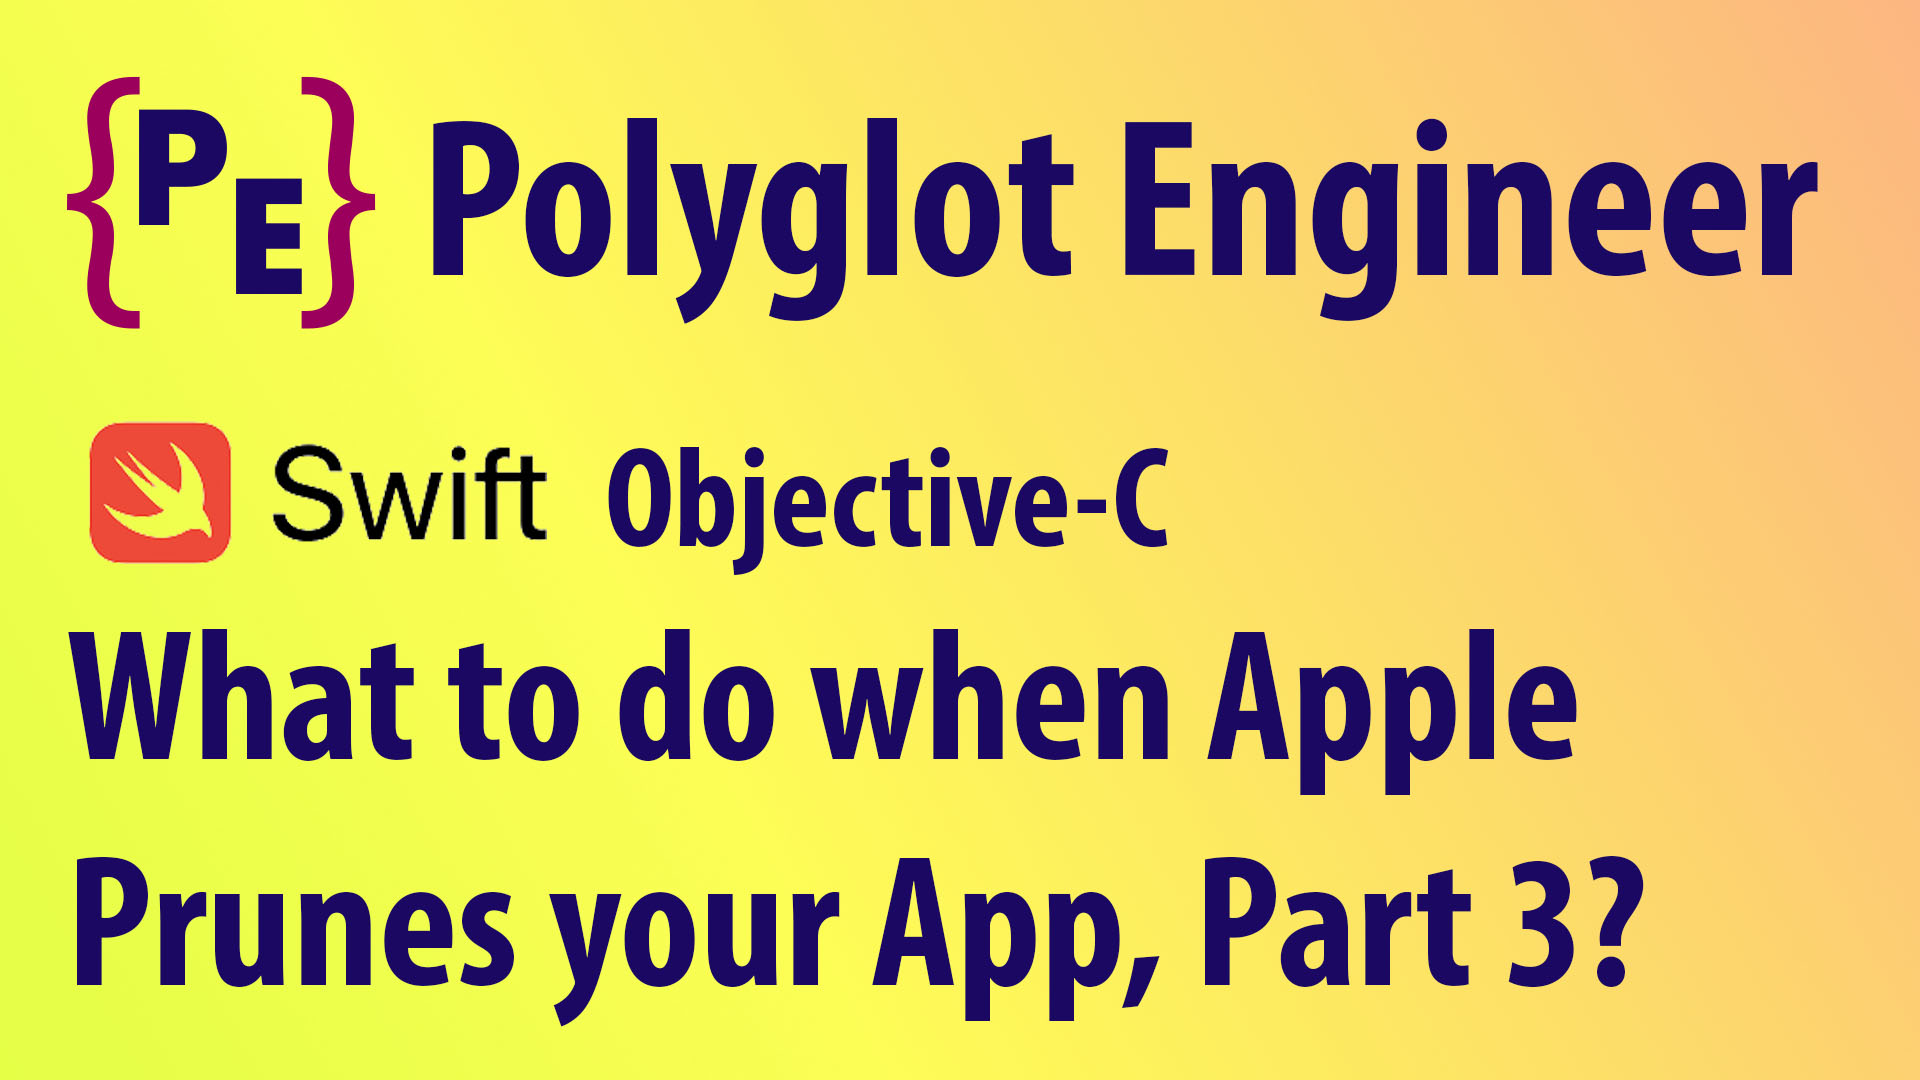 {PE} Polyglot Engineer
Swift Objective-C
What to do when Apple
Prunes your App, Part 3?